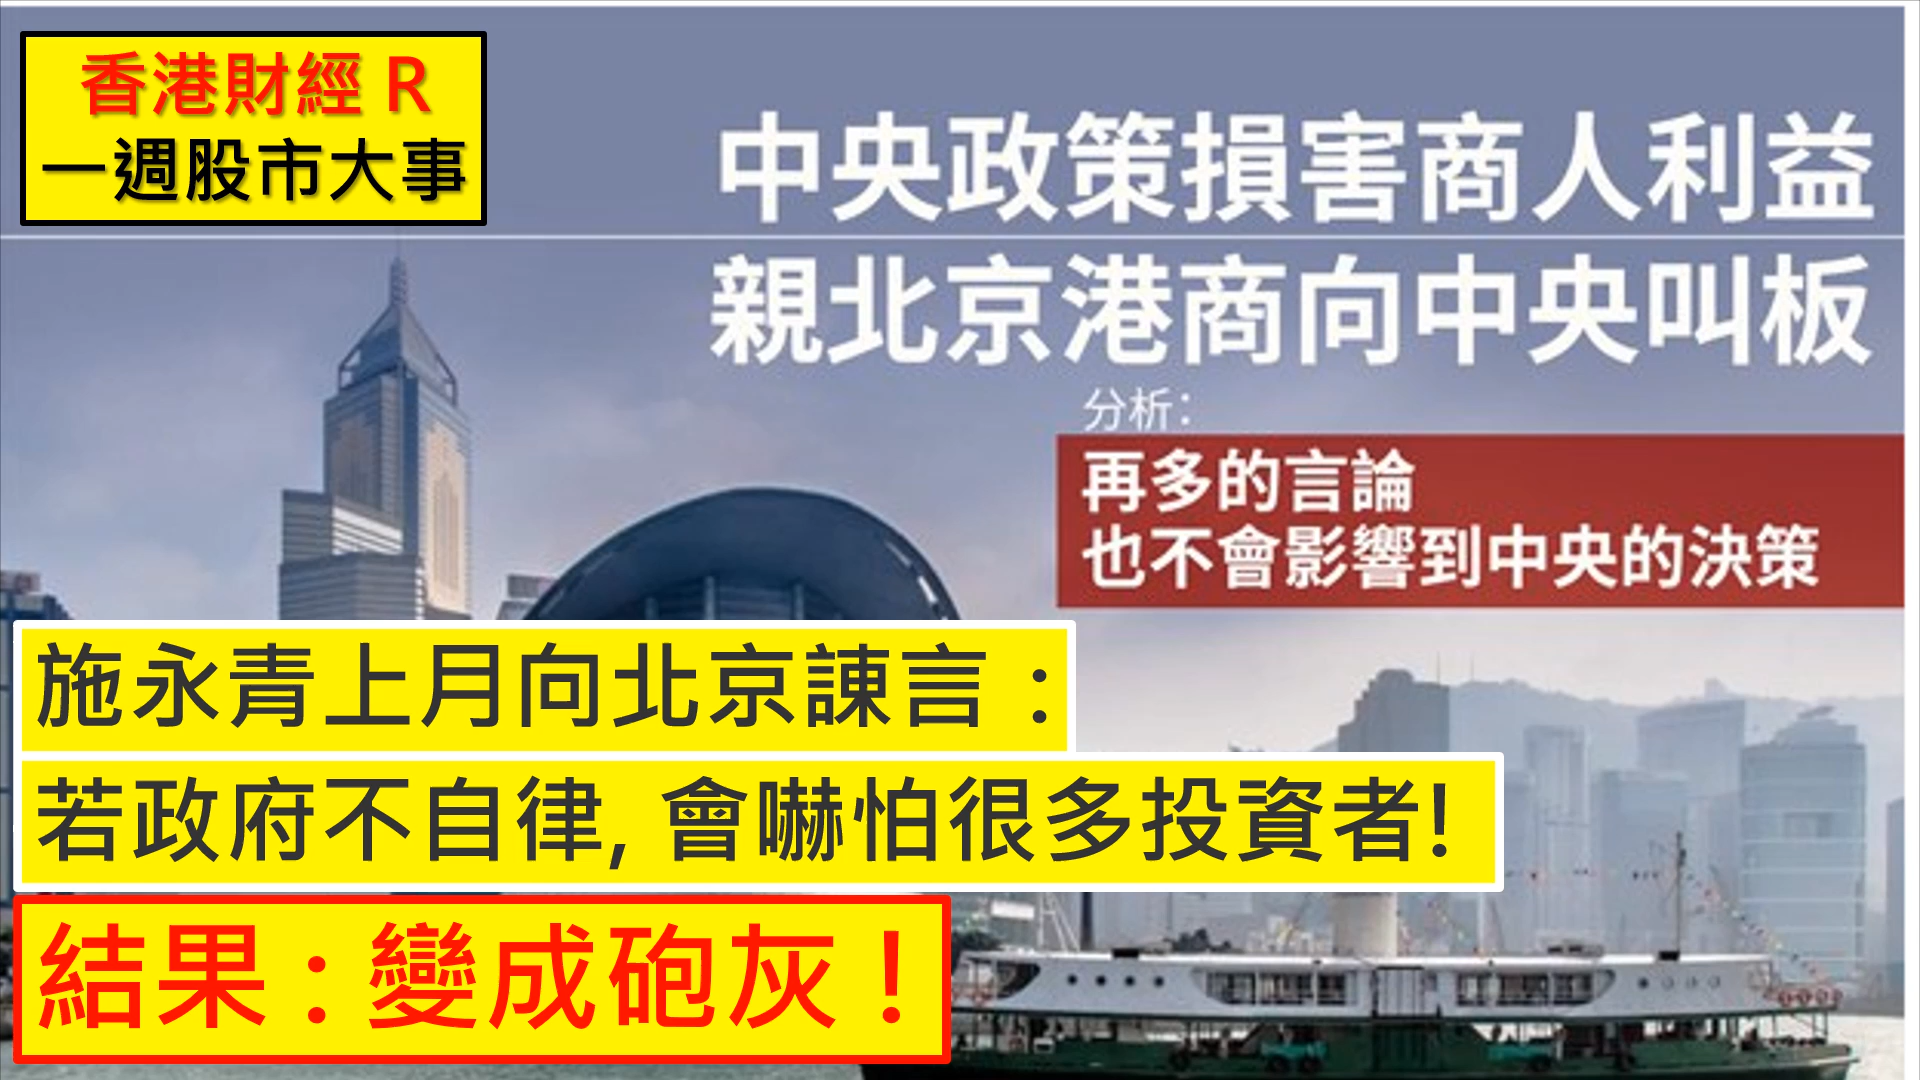 香港財經 R
一週股市大事
中央政策損害商人利益
親北京港商向中央叫板
分析：
再多的言論
也不會影響到中央的決策
施永青上月向北京諫言：
若政府不自律, 會嚇怕很多投資者!
結果：變成砲灰！